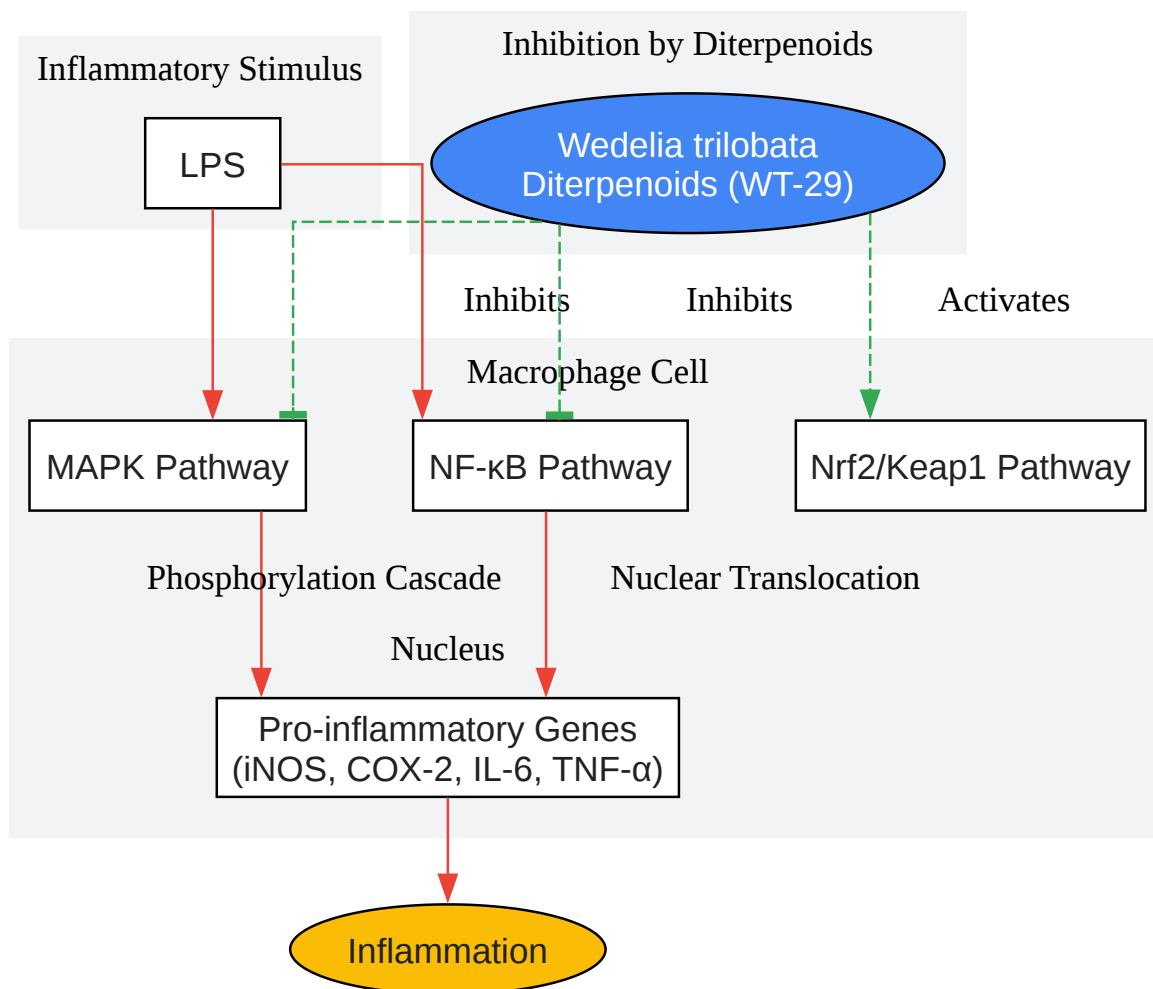 Inhibition by Diterpenoids
Inflammatory Stimulus
LPS
Wedelia trilobata
Diterpenoids (WT-29)
Inhibits
Inhibits
Activates
Macrophage Cell
MAPK Pathway
NF-κB Pathway
Nrf2/Keap1 Pathway
Phosphorylation Cascade
Nuclear Translocation
Nucleus
Pro-inflammatory Genes
(iNOS, COX-2, IL-6, TNF-α)
Inflammation